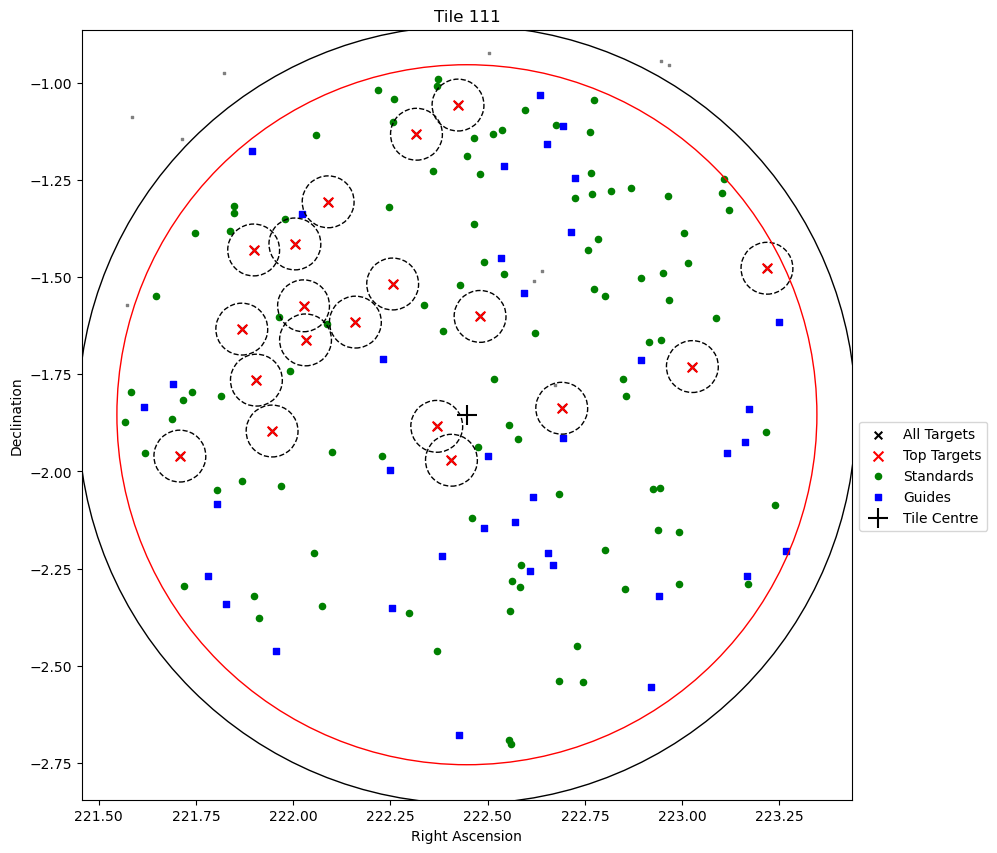 Tile 111
−1.00
−1.25
−1.50
−1.75
−2.00
−2.25
−2.50
−2.75
Declination
221.50 221.75 222.00 222.25 222.50 222.75 223.00 223.25
Right Ascension
All Targets
Top Targets
Standards
Guides
Tile Centre